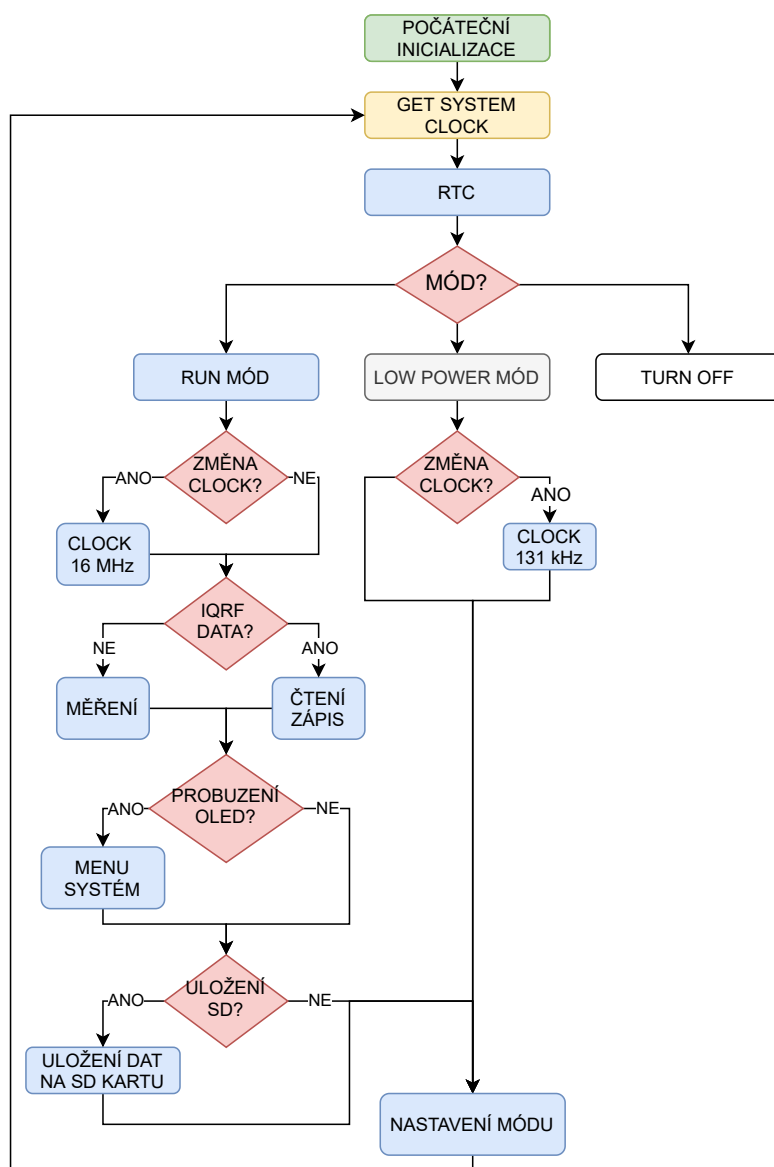 POČÁTEČNÍ
INICIALIZACE
GET SYSTEM
CLOCK
RTC
MÓD?
RUN MÓD
LOW POWER MÓD
TURN OFF
ZMĚNA
CLOCK?
ANO
NE
ZMĚNA
CLOCK?
ANO
CLOCK
16 MHz
CLOCK
131 kHz
IQRF
DATA?
NE
ANO
MĚŘENÍ
ČTENÍ
ZÁPIS
PROBUZENÍ
OLED?
ANO
NE
MENU
SYSTÉM
ULOŽENÍ
SD?
ANO
NE
ULOŽENÍ DAT
NA SD KARTU
NASTAVENÍ MÓDU